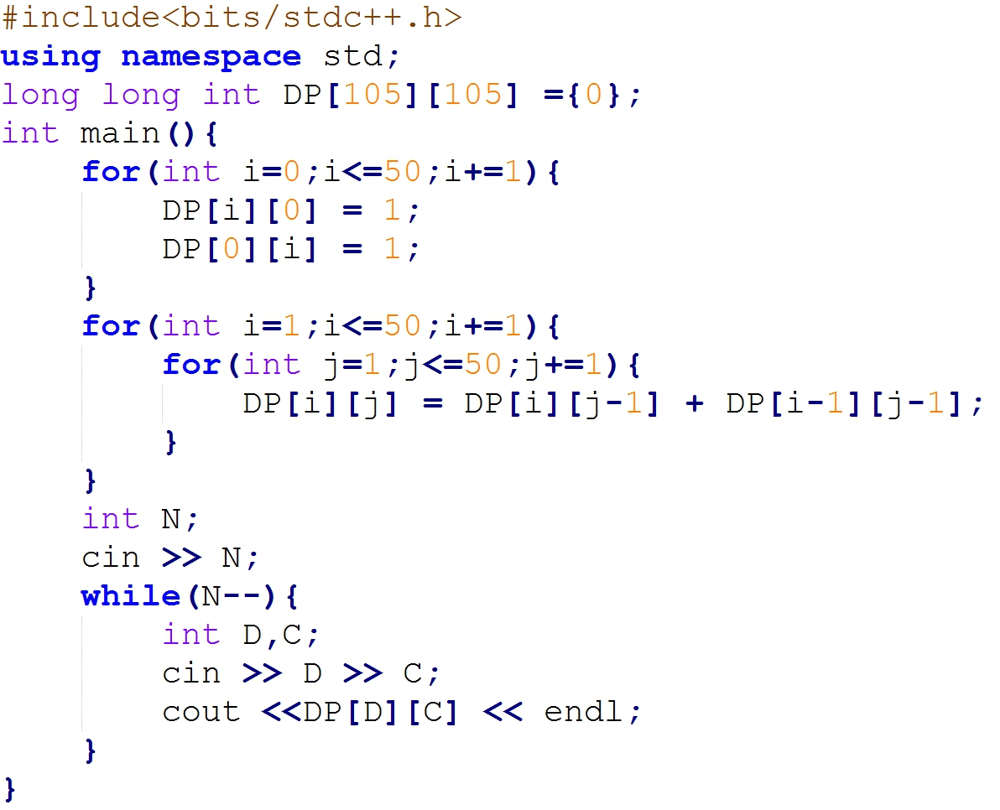 #include<bits/stdc++.h>
using namespace std;
long long int DP[105][105] ={0};
int main(){
    for(int i=0;i<=50;i+=1){
        DP[i][0] = 1;
        DP[0][i] = 1;
    }
    for(int i=1;i<=50;i+=1){
        for(int j=1;j<=50;j+=1){
            DP[i][j] = DP[i][j-1] + DP[i-1][j-1];
        }
    }
    int N;
    cin >> N;
    while(N--){
        int D,C;
        cin >> D >> C;
        cout <<DP[D][C] << endl;
    }
}